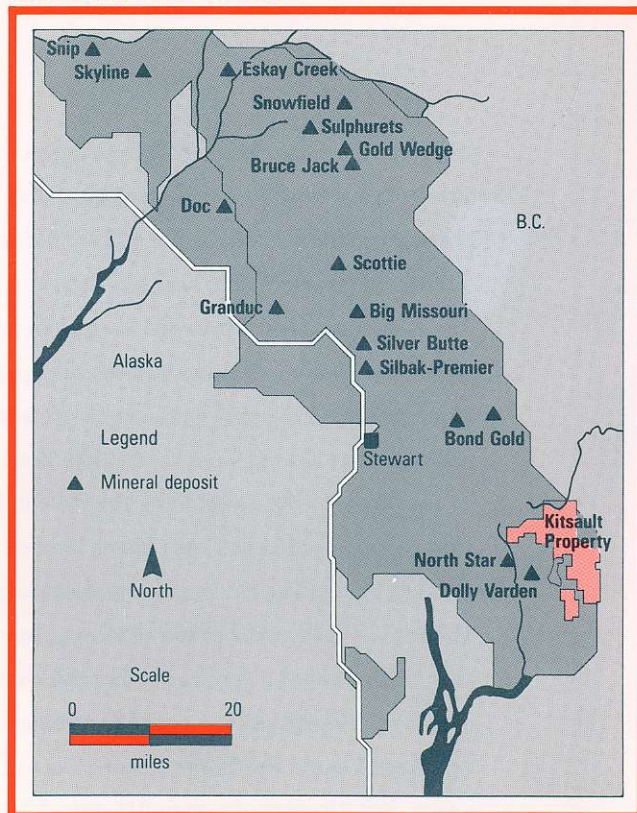 Snip
Skyline
Eskay Creek
Snowfield
Sulphurets
Gold Wedge
Bruce Jack
Doc
B.C.
Scottie
Granduc
Big Missouri
Silver Butte
Alaska
Silbak-Premier
Legend
Bond Gold
Stewart
Mineral deposit
Kitsault
Property
North Star
North
Dolly Varden
Scale
0 20
miles